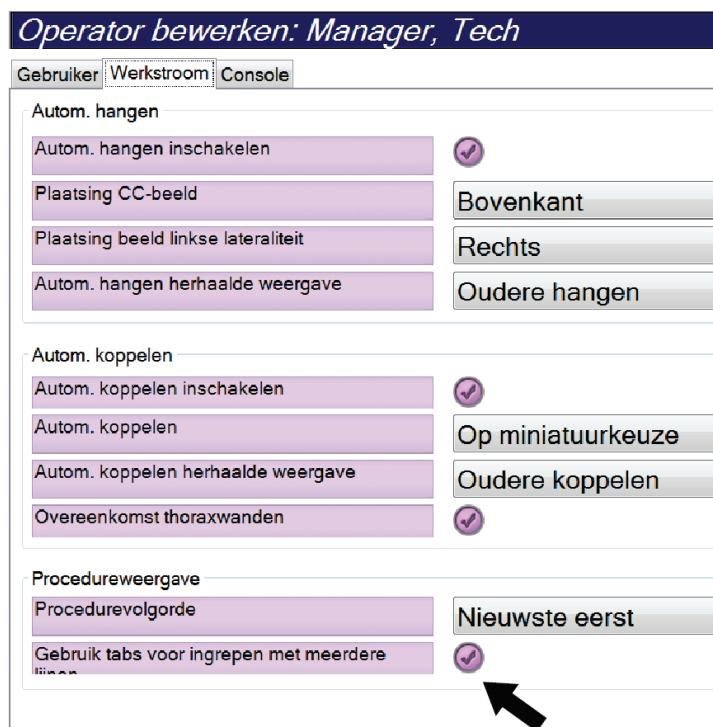 Operator bewerken: Manager, Tech
Gebruiker Werkstroom Console
Autom. hangen
Autom. hangen inschakelen
Plaatsing CC-beeld Bovenkant
Plaatsing beeld linkse lateraliteit Rechts
Autom. hangen herhaalde weergave Oudere hangen
Autom. koppelen
Autom. koppelen inschakelen
Autom. koppelen Op miniatuurkeuze
Autom. koppelen herhaalde weergave Oudere koppelen
Overeenkomst thoraxwanden
Procedureweergave
Procedurevolgorde Nieuwste eerst
Gebruik tabs voor ingrepen met meerdere